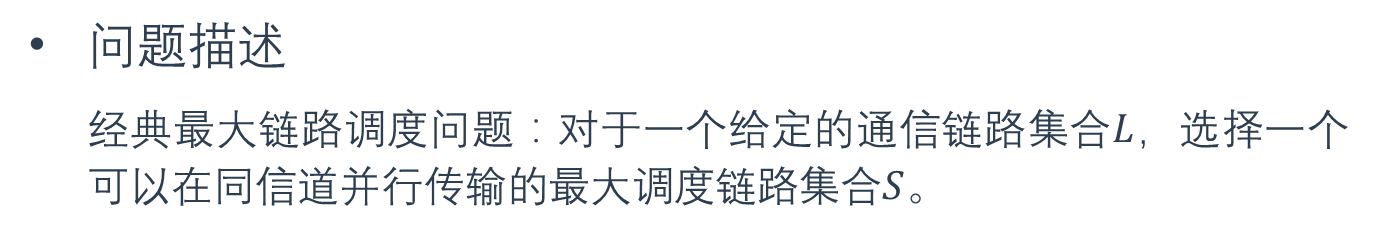 • 问题描述
经典最大链路调度问题：对于一个给定的通信链路集合L，选择一个
可以在同信道并行传输的最大调度链路集合S。